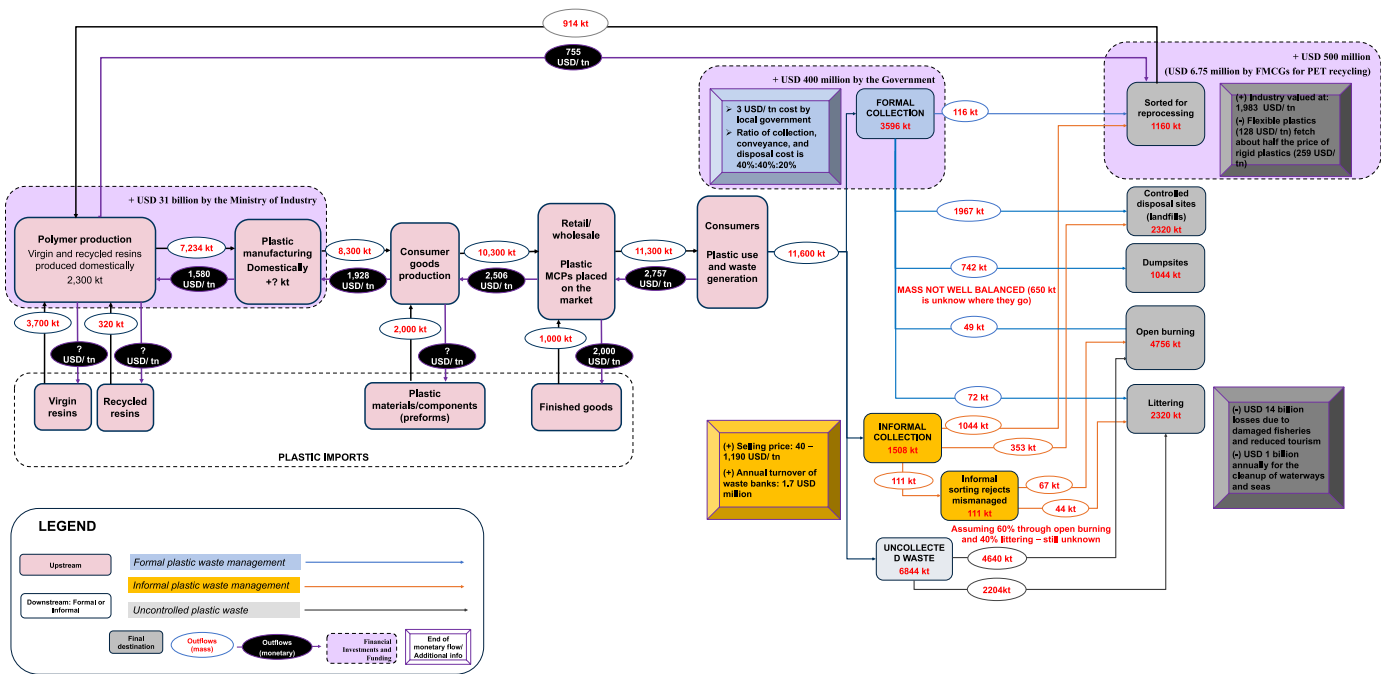 914 kt
755
USD/ tn
+ USD 500 million
(USD 6.75 million by FMCGs for PET recycling)
+ USD 400 million by the Government
➢ 3 USD/ tn cost by
local government
➢ Ratio of collection,
conveyance, and
disposal cost is
40%:40%:20%
FORMAL
COLLECTION
3596 kt
116 kt
Sorted for
reprocessing
1160 kt
(+) Industry valued at:
1,983 USD/ tn
(-) Flexible plastics
(128 USD/ tn) fetch
about half the price of
rigid plastics (259 USD/
tn)
+ USD 31 billion by the Ministry of Industry
Polymer production
Virgin and recycled resins
produced domestically
2,300 kt
7,234 kt
1,580
USD/ tn
Plastic
manufacturing
Domestically
+? kt
8,300 kt
1,928
USD/ tn
Consumer
goods
production
10,300 kt
2,506
USD/ tn
Retail/
wholesale
Plastic
MCPs placed
on the
market
11,300 kt
2,757
USD/ tn
Consumers
Plastic use
and waste
generation
11,600 kt
1967 kt
Controlled
disposal sites
(landfills)
2320 kt
742 kt
Dumpsites
1044 kt
MASS NOT WELL BALANCED (650 kt
is unknow where they go)
49 kt
Open burning
4756 kt
72 kt
Littering
2320 kt
3,700 kt
320 kt
?
USD/ tn
?
USD/ tn
2,000 kt
?
USD/ tn
1,000 kt
2,000
USD/ tn
Virgin
resins
Recycled
resins
Plastic
materials/components
(preforms)
Finished goods
PLASTIC IMPORTS
(+) Selling price: 40 –
1,190 USD/ tn
(+) Annual turnover of
waste banks: 1.7 USD
million
INFORMAL
COLLECTION
1508 kt
1044 kt
353 kt
111 kt
Informal
sorting rejects
mismanaged
111 kt
67 kt
44 kt
(-) USD 14 billion
losses due to
damaged fisheries
and reduced tourism
(-) USD 1 billion
annually for the
cleanup of waterways
and seas
Assuming 60% through open burning
and 40% littering – still unknown
UNCOLLECTE
D WASTE
6844 kt
4640 kt
2204kt
LEGEND
Upstream
Formal plastic waste management
Informal plastic waste management
Downstream: Formal or
Informal
Uncontrolled plastic waste
Final
destination
Outflows
(mass)
Outflows
(monetary)
Financial
Investments and
Funding
End of
monetary flow/
Additional info